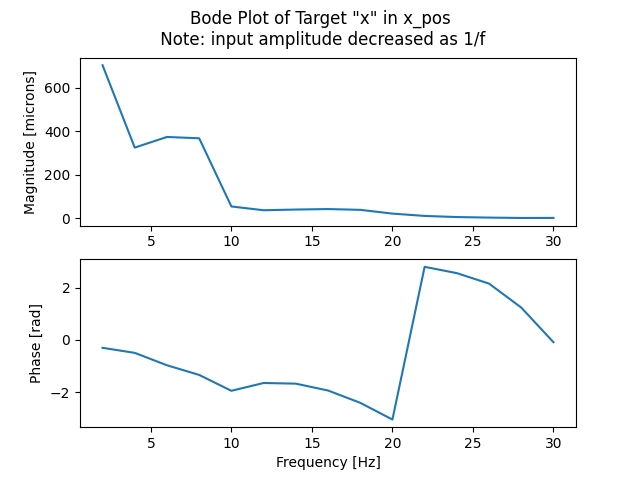 Bode Plot of Target "x" in x_pos
Note: input amplitude decreased as 1/f
Magnitude [microns]
600
400
200
0
5 10 15 20 25 30
Phase [rad]
2
0
−2
5 10 15 20 25 30
Frequency [Hz]